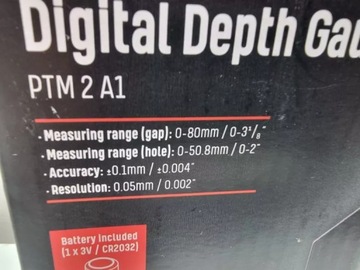 Digital Depth Gau
PTM 2 A1
• Measuring range (gap): 0-80mm / 0-3¹/₈"
• Measuring range (hole): 0-50.8mm / 0-2"
• Accuracy: ±0.1mm / ±0.004"
• Resolution: 0.05mm / 0.002"
Battery included
(1 x 3V / CR2032)